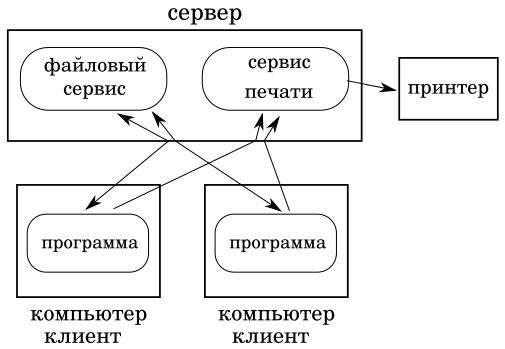 сервер
файловый
сервис
сервис
печати
принтер
программа
программа
компьютер
клиент
компьютер
клиент